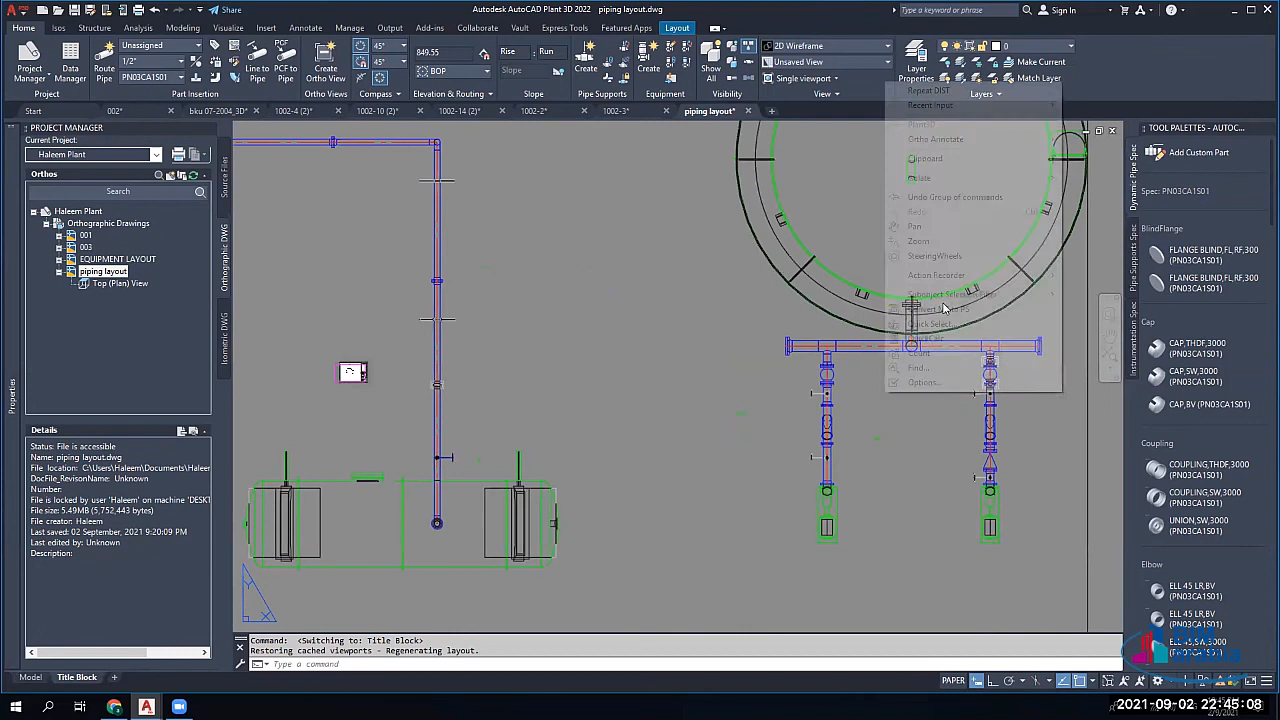 Share
Autodesk AutoCAD Plant 3D 2022
piping layout.dwg
Type a keyword or phrase
Sign In
Home
Isos
Structure
Analysis
Modeling
Insert
Annotate
Manage
Output
Add-ins
Collaborate
Vault
Express Tools
Featured Apps
Layout
Unassigned
45°
849.55
Rise
Run
2D Wireframe
0
1/2"
45°
Unsaved View
Make Current
PN03CA1S01
BOP
Slope
Single viewport
Match Layer
Project Manager
Data Manager
Route Pipe
Line to Pipe
PCF to Pipe
Create Ortho View
Create
Create
Show All
Layer Properties
Project
Part Insertion
Ortho Views
Compass
Elevation & Routing
Slope
Pipe Supports
Equipment
Visibility
View
Layers
Start
002*
bku 07-2004_3D*
1002-4 (2)*
1002-10 (2)*
1002-14 (2)*
1002-2*
1002-3*
piping layout*
PROJECT MANAGER
Current Project:
Haleem Plant
Orthos
Search
Haleem Plant
Orthographic Drawings
001
003
EQUIPMENT LAYOUT
piping layout
Top (Plan) View
Source Files
Orthographic DWG
Isometric DWG
Properties
Details
Status: File is accessible
Name: piping layout.dwg
File location: C:\Users\Haleem\Documents\Haleem
DocFile_RevisonName: Unknown
Number:
File is locked by user 'Haleem' on machine 'DESKT
File size: 5.49MB (5,752,443 bytes)
File creator: Haleem
Last saved: 02 September, 2021 9:20:09 PM
Last edited by: Unknown
Description:
Repeat DIST
Recent Input
Plant3D
Ortho Annotate
Clipboard
Isolate
Undo Group of commands
Redo
Pan
Zoom
SteeringWheels
Action Recorder
Subobject Selection Filter
Quick Select...
QuickCalc
Count
Find...
Options...
Y
X
TOOL PALETTES - AUTOC...
Add Custom Part
Spec: PN03CA1S01
BlindFlange
FLANGE BLIND,FL,RF,300 (PN03CA1S01)
FLANGE BLIND,FL,RF,300 (PN03CA1S01)
Cap
CAP,THDF,3000 (PN03CA1S01)
CAP,SW,3000 (PN03CA1S01)
CAP,BV (PN03CA1S01)
Coupling
COUPLING,THDF,3000 (PN03CA1S01)
COUPLING,SW,3000 (PN03CA1S01)
UNION,SW,3000 (PN03CA1S01)
Elbow
ELL 45 LR,BV (PN03CA1S01)
ELL 45 LR,BV (PN03CA1S01)
Dynamic Pipe Spec
Pipe Supports Spec
Instrumentation Spec
Command: <Switching to: Title Block>
Restoring cached viewports - Regenerating layout.
Type a command
Model
Title Block
PAPER
2021-09-02 22:45:08